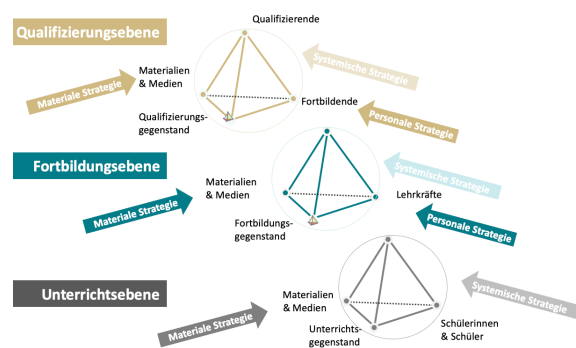 Qualifizierungsebene
Qualifizierende
Systemische Strategie
Materialien
& Medien
Materiale Strategie
Fortbildende
Qualifizierungs-
gegenstand
Personale Strategie
Fortbildungsebene
Systemische Strategie
Materialien
& Medien
Lehrkräfte
Materiale Strategie
Fortbildungs-
gegenstand
Personale Strategie
Unterrichtsebene
Systemische Strategie
Materialien
& Medien
Materiale Strategie
Unterrichts-
gegenstand
Schülerinnen
& Schüler